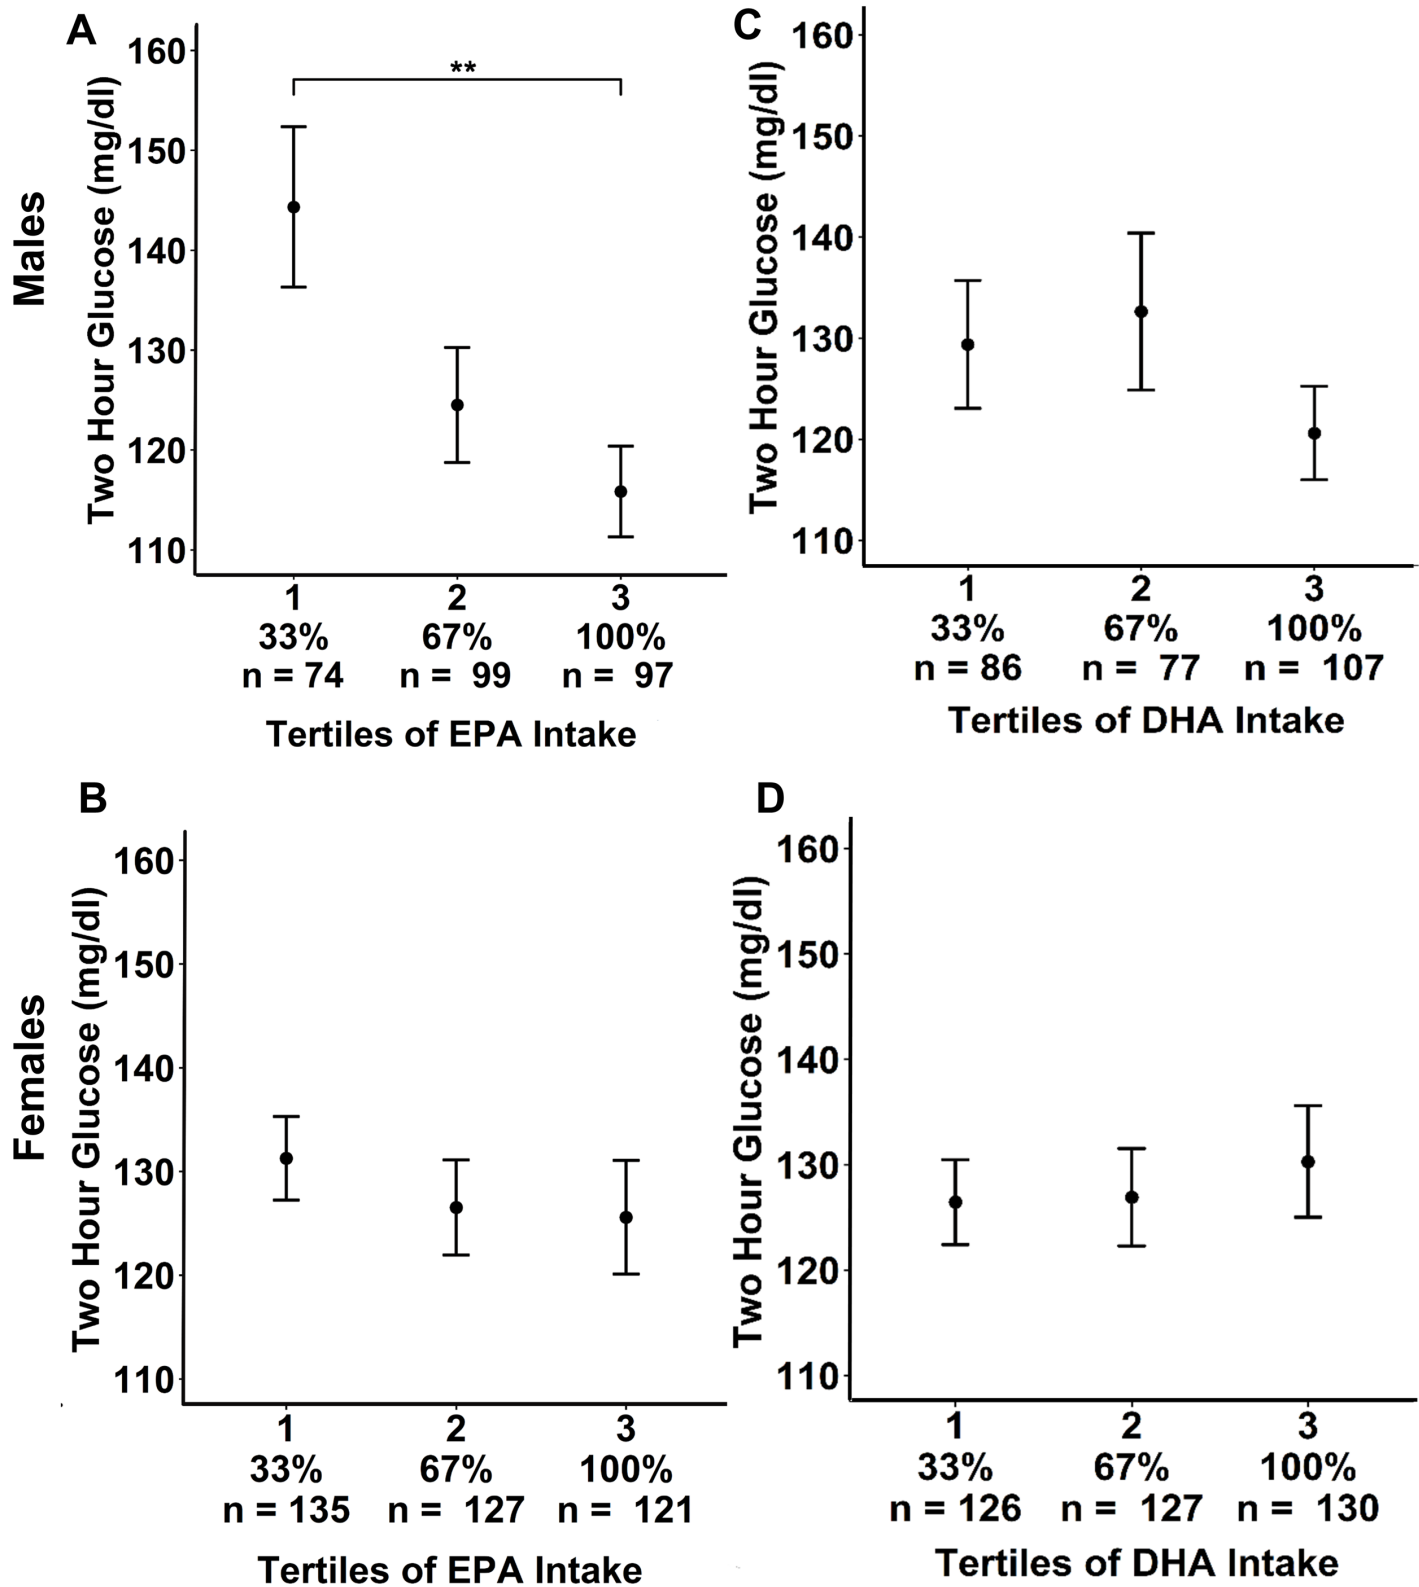 A
Males
Two Hour Glucose (mg/dl)
160
150
140
130
120
110
**
1 2 3
33% 67% 100%
n = 74 n = 99 n = 97
Tertiles of EPA Intake
C
Two Hour Glucose (mg/dl)
160
150
140
130
120
110
1 2 3
33% 67% 100%
n = 86 n = 77 n = 107
Tertiles of DHA Intake
B
Females
Two Hour Glucose (mg/dl)
160
150
140
130
120
110
1 2 3
33% 67% 100%
n = 135 n = 127 n = 121
Tertiles of EPA Intake
D
Two Hour Glucose (mg/dl)
160
150
140
130
120
110
1 2 3
33% 67% 100%
n = 126 n = 127 n = 130
Tertiles of DHA Intake